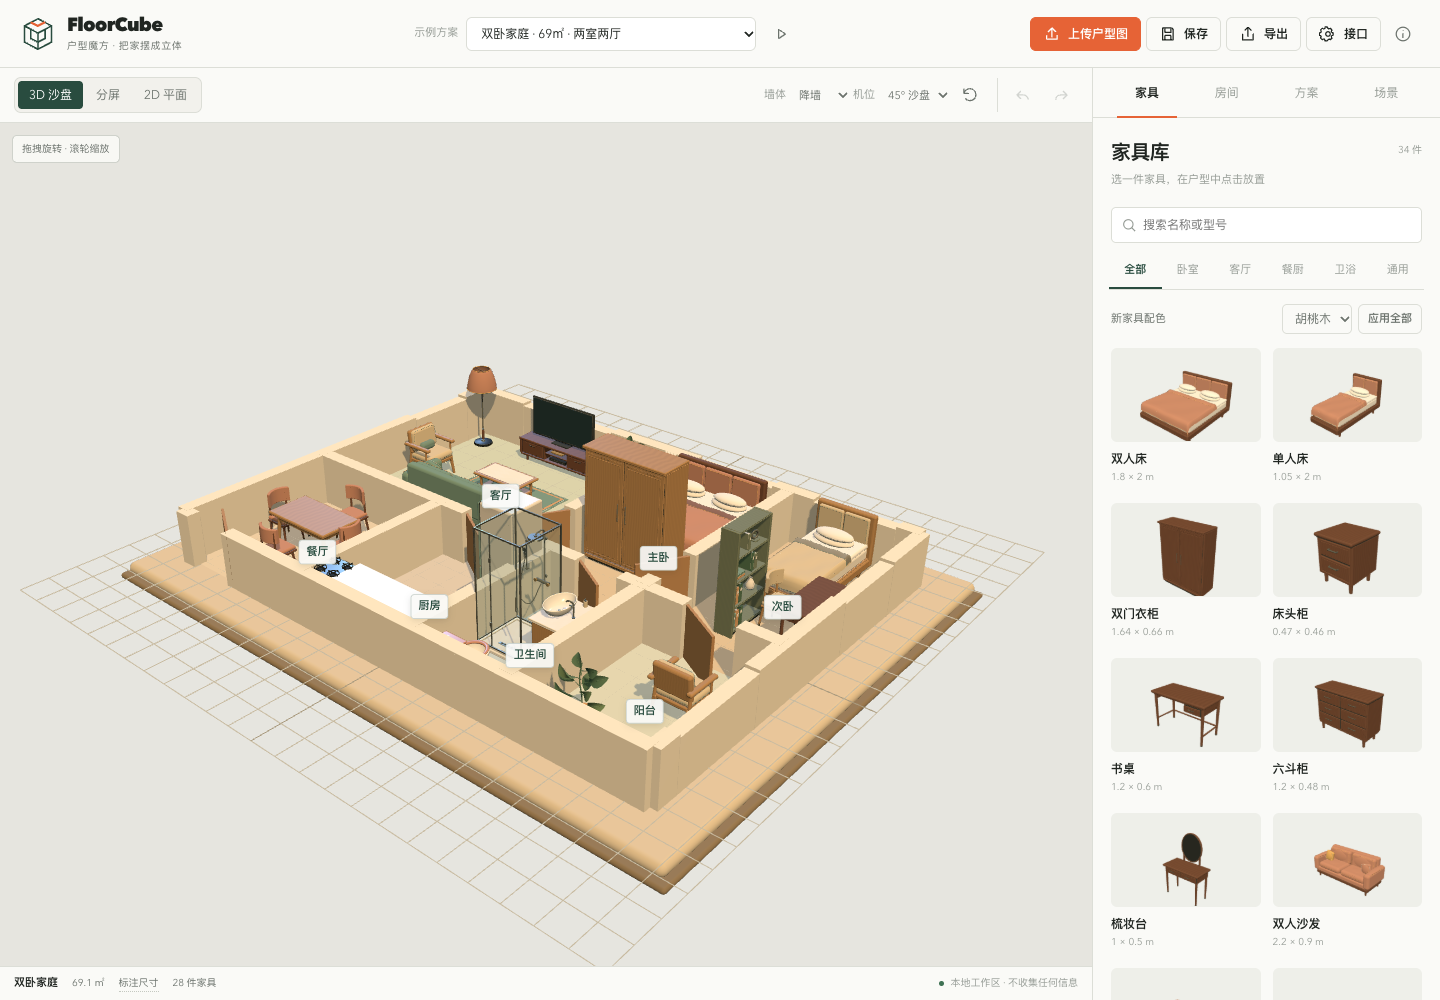 FloorCube
户型魔方 · 把家摆成立体
示例方案
双卧家庭 · 69㎡ · 两室两厅
上传户型图
保存
导出
接口
3D 沙盘
分屏
2D 平面
墙体
降墙
机位
45° 沙盘
家具
房间
方案
场景
拖拽旋转 · 滚轮缩放
家具库
34 件
选一件家具，在户型中点击放置
搜索名称或型号
全部
卧室
客厅
餐厨
卫浴
通用
新家具配色
胡桃木
应用全部
双人床
1.8 × 2 m
单人床
1.05 × 2 m
双门衣柜
1.64 × 0.66 m
床头柜
0.47 × 0.46 m
书桌
1.2 × 0.6 m
六斗柜
1.2 × 0.48 m
梳妆台
1 × 0.5 m
双人沙发
2.2 × 0.9 m
客厅
餐厅
主卧
厨房
次卧
卫生间
阳台
双卧家庭
69.1 ㎡
标注尺寸
28 件家具
本地工作区 · 不收集任何信息